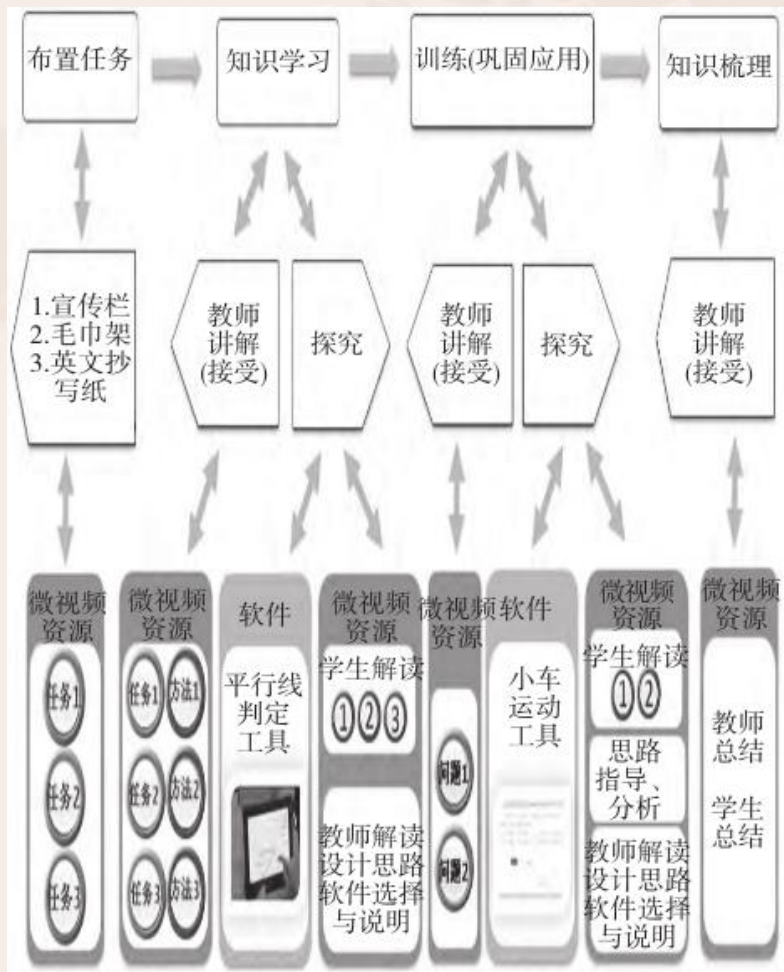 布置任务
知识学习
训练(巩固应用)
知识梳理
1.宣传栏
2.毛巾架
3.英文抄
写纸
教师
讲解
(接受)
探究
教师
讲解
(接受)
探究
教师
讲解
(接受)
微视频
资源
任务1
任务2
任务3
微视频
资源
任务1
方法1
任务2
方法2
任务3
方法3
软件
平行线
判定
工具
微视频
资源
学生解读
①②③
教师解读
设计思路
软件选择
与说明
微视频
资源
问题1
问题2
软件
小车
运动
工具
微视频
资源
学生解读
①②
思路
指导、
分析
教师解读
设计思路
软件选择
与说明
微视频
资源
教师
总结
学生
总结